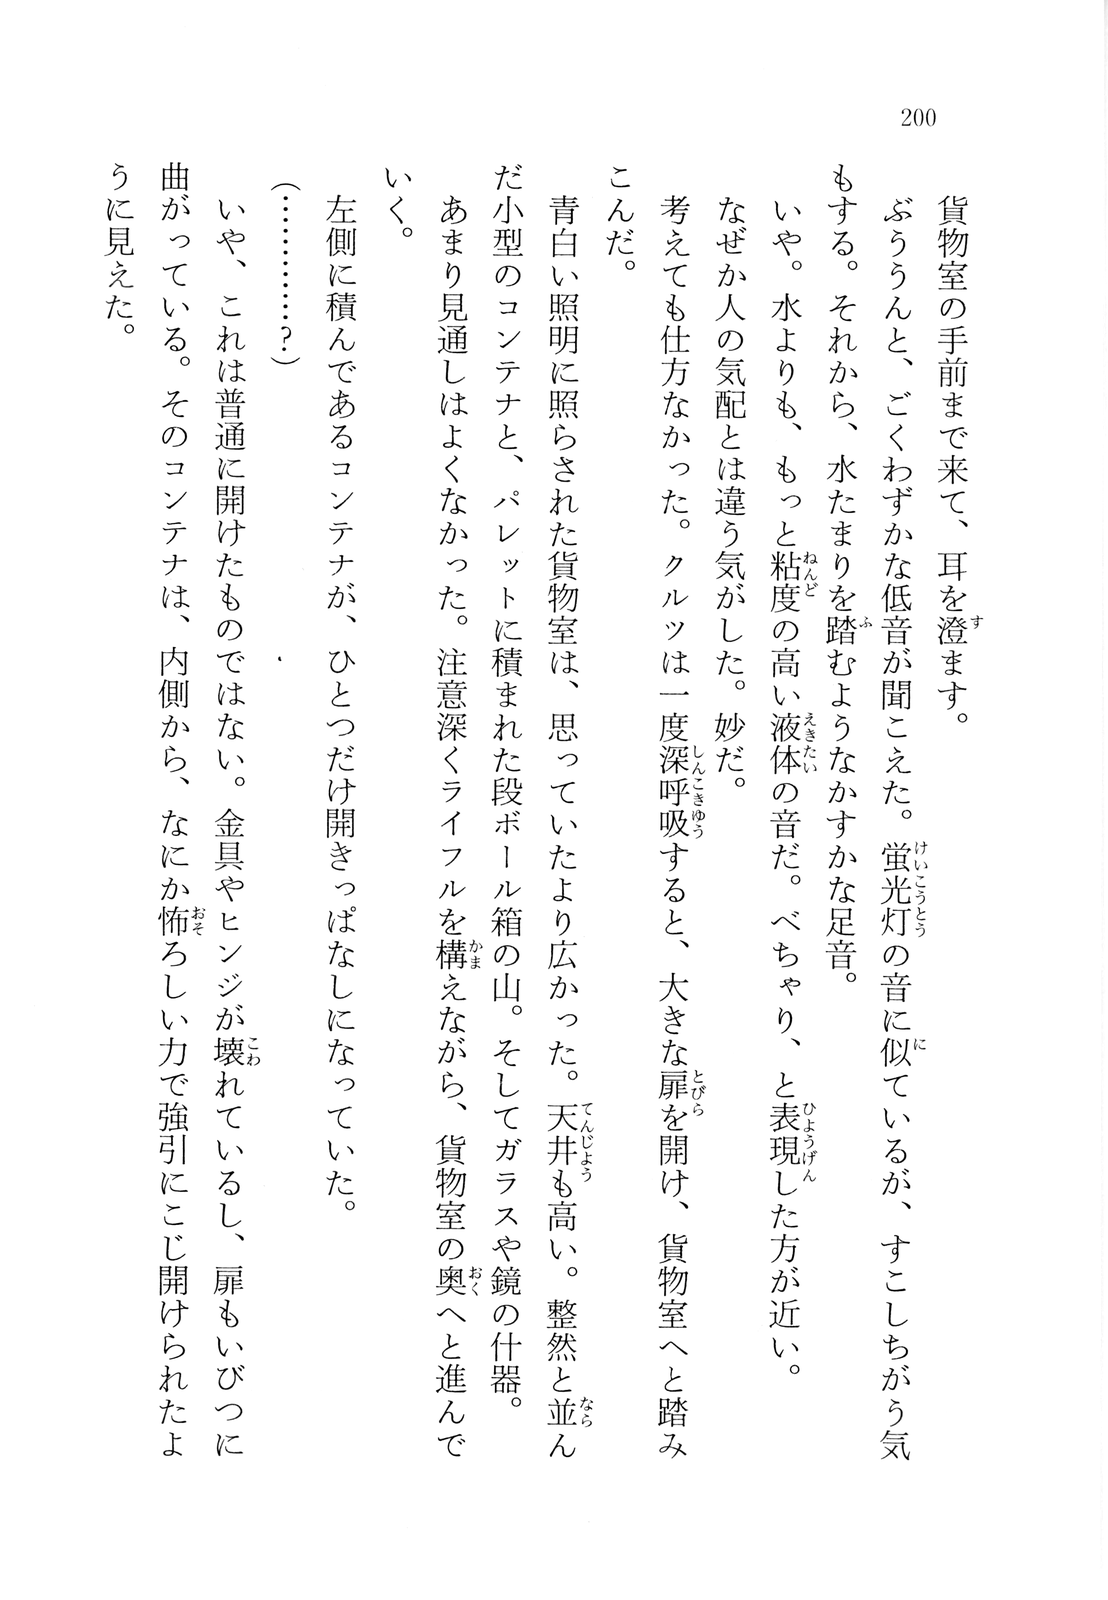 200
貨物室の手前まで来て、耳を澄ます。
ぶううんと、ごくわずかな低音が聞こえた。蛍光灯の音に似ているが、すこしちがう気
もする。それから、水たまりを踏むようなかすかな足音。
いや。水よりも、もっと粘度の高い液体の音だ。べちゃり、と表現した方が近い。
なぜか人の気配とは違う気がした。妙だ。
考えても仕方なかった。クルツは一度深呼吸すると、大きな扉を開け、貨物室へと踏み
こんだ。
青白い照明に照らされた貨物室は、思っていたより広かった。天井も高い。整然と並ん
だ小型のコンテナと、パレットに積まれた段ボール箱の山。そしてガラスや鏡の什器。
あまり見通しはよくなかった。注意深くライフルを構えながら、貨物室の奥へと進んで
いく。
左側に積んであるコンテナが、ひとつだけ開きっぱなしになっていた。
（…………？）
いや、これは普通に開けたものではない。金具やヒンジが壊れているし、扉もいびつに
曲がっている。そのコンテナは、内側から、なにか怖ろしい力で強引にこじ開けられたよ
うに見えた。